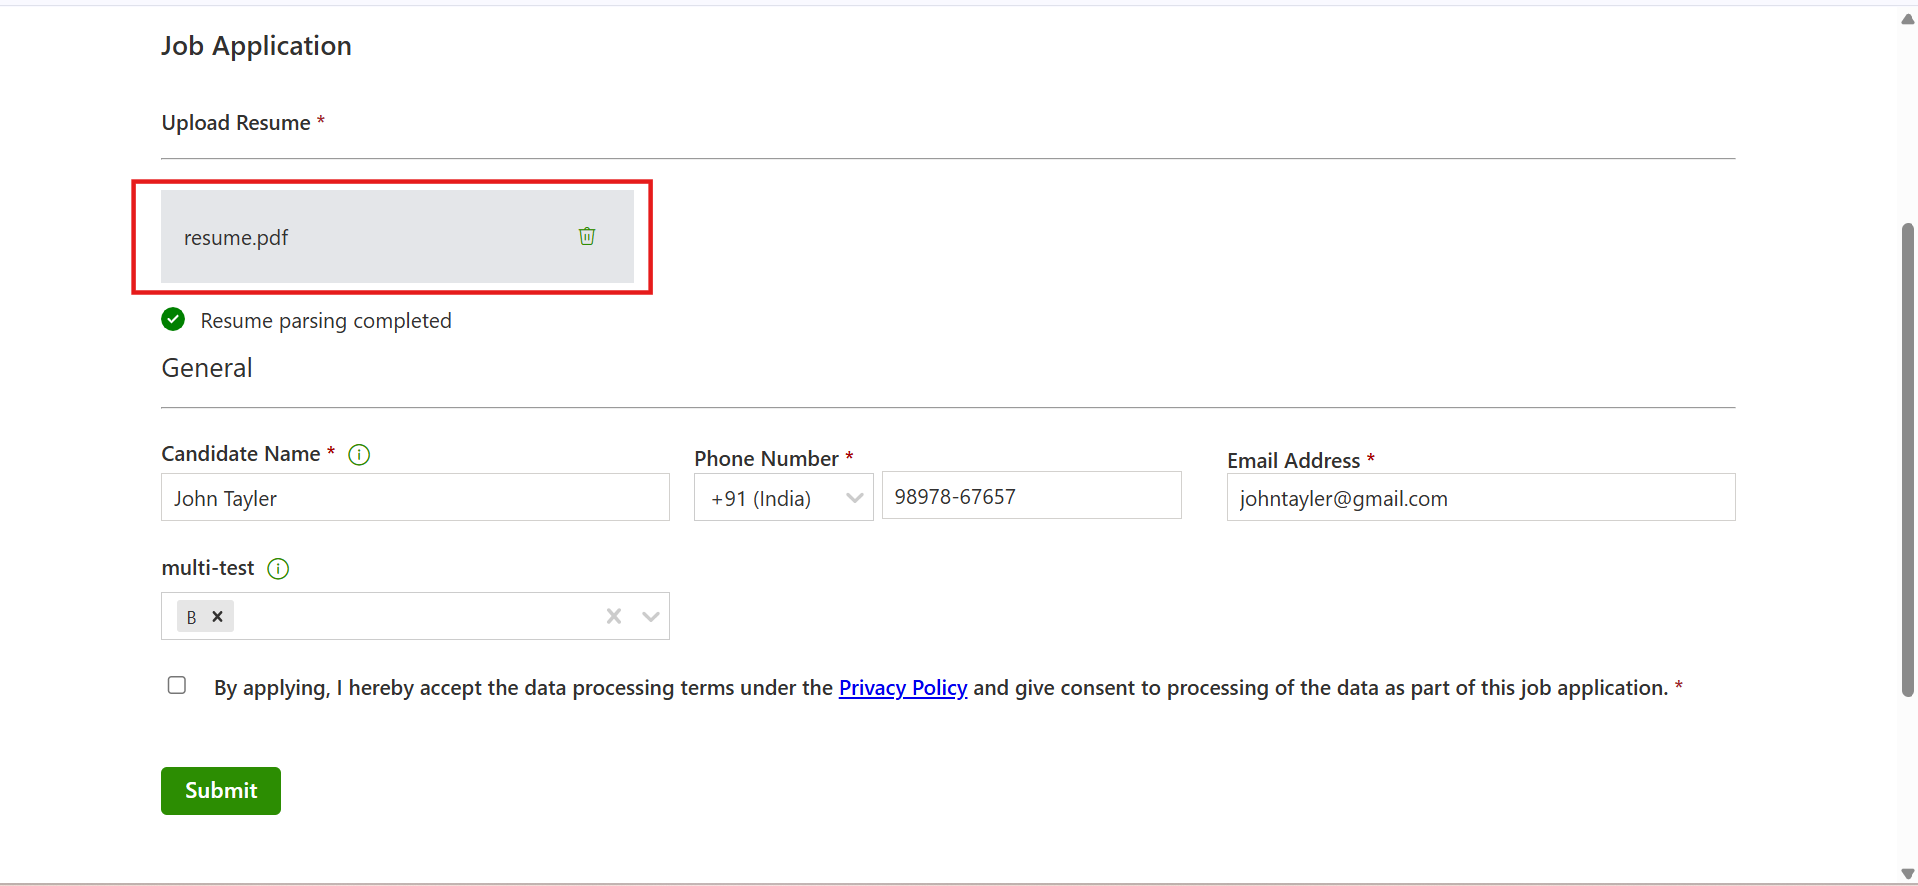 Job Application
Upload Resume *
resume.pdf
Resume parsing completed
General
Candidate Name *
Phone Number *
Email Address *
John Tayler
+91 (India)
98978-67657
johntayler@gmail.com
multi-test
B
By applying, I hereby accept the data processing terms under the Privacy Policy and give consent to processing of the data as part of this job application. *
Submit